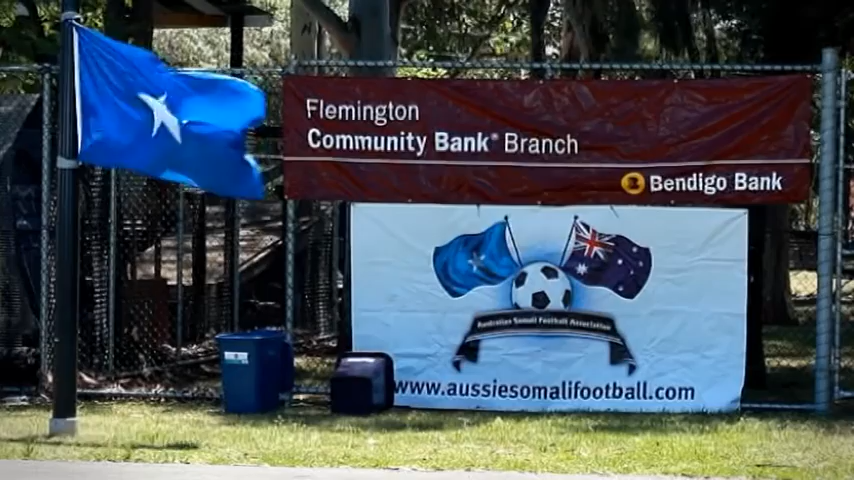 Flemington
Community Bank® Branch
Bendigo Bank
Australian Somali Football Association
www.aussiesomalifootball.com